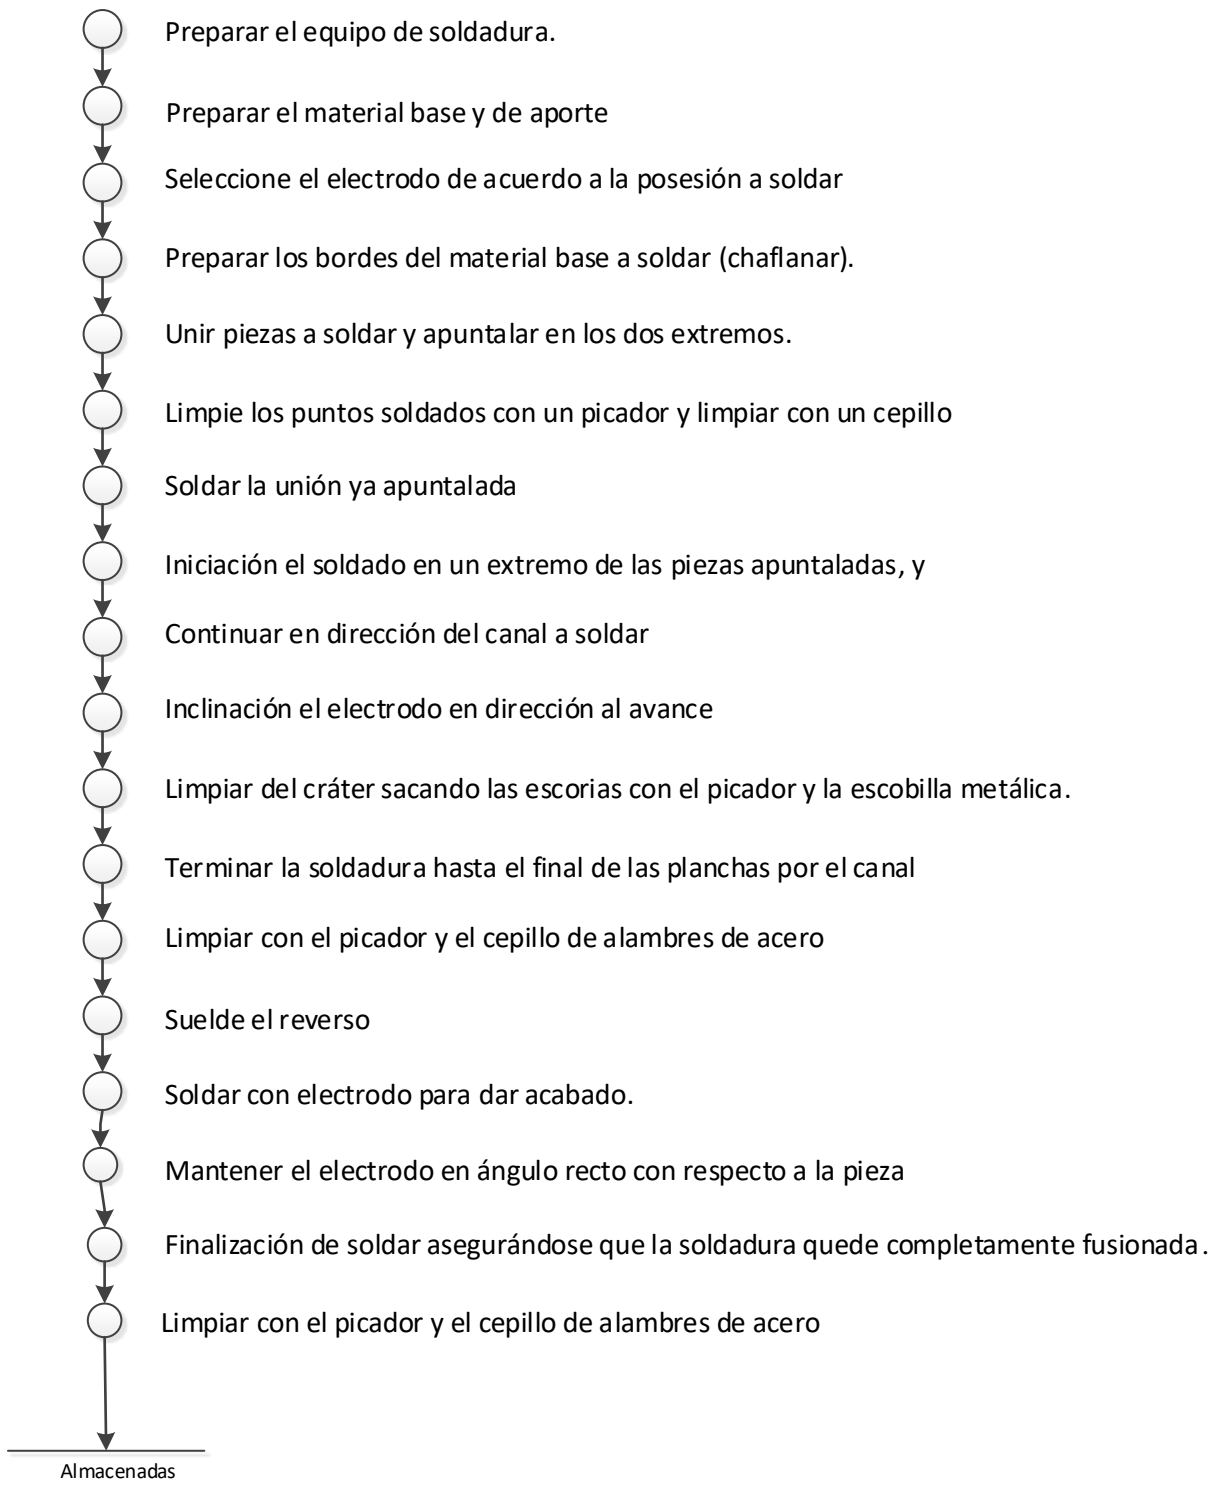 Preparar el equipo de soldadura.
Preparar el material base y de aporte
Seleccione el electrodo de acuerdo a la posesión a soldar
Preparar los bordes del material base a soldar (chaflanar).
Unir piezas a soldar y apuntalar en los dos extremos.
Limpie los puntos soldados con un picador y limpiar con un cepillo
Soldar la unión ya apuntalada
Iniciación el soldado en un extremo de las piezas apuntaladas, y
Continuar en dirección del canal a soldar
Inclinación el electrodo en dirección al avance
Limpiar del cráter sacando las escorias con el picador y la escobilla metálica.
Terminar la soldadura hasta el final de las planchas por el canal
Limpiar con el picador y el cepillo de alambres de acero
Suelde el reverso
Soldar con electrodo para dar acabado.
Mantener el electrodo en ángulo recto con respecto a la pieza
Finalización de soldar asegurándose que la soldadura quede completamente fusionada.
Limpiar con el picador y el cepillo de alambres de acero
Almacenadas